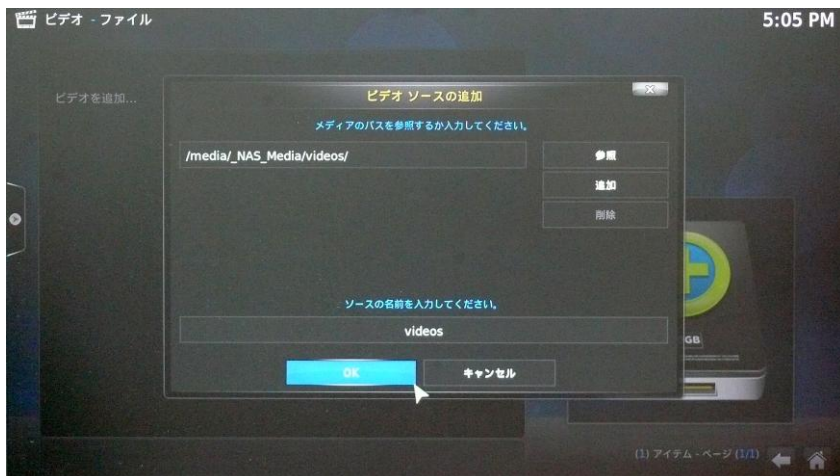 ビデオ - ファイル
5:05 PM
ビデオを追加...
ビデオ ソースの追加
メディアのパスを参照するか入力してください。
/media/_NAS_Media/videos/
参照
追加
削除
ソースの名前を入力してください。
videos
GB
OK
キャンセル
(1) アイテム - ページ (1/1)